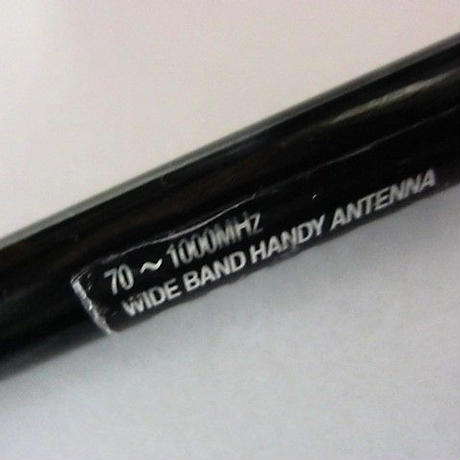 70～1000MHz
WIDE BAND HANDY ANTENNA